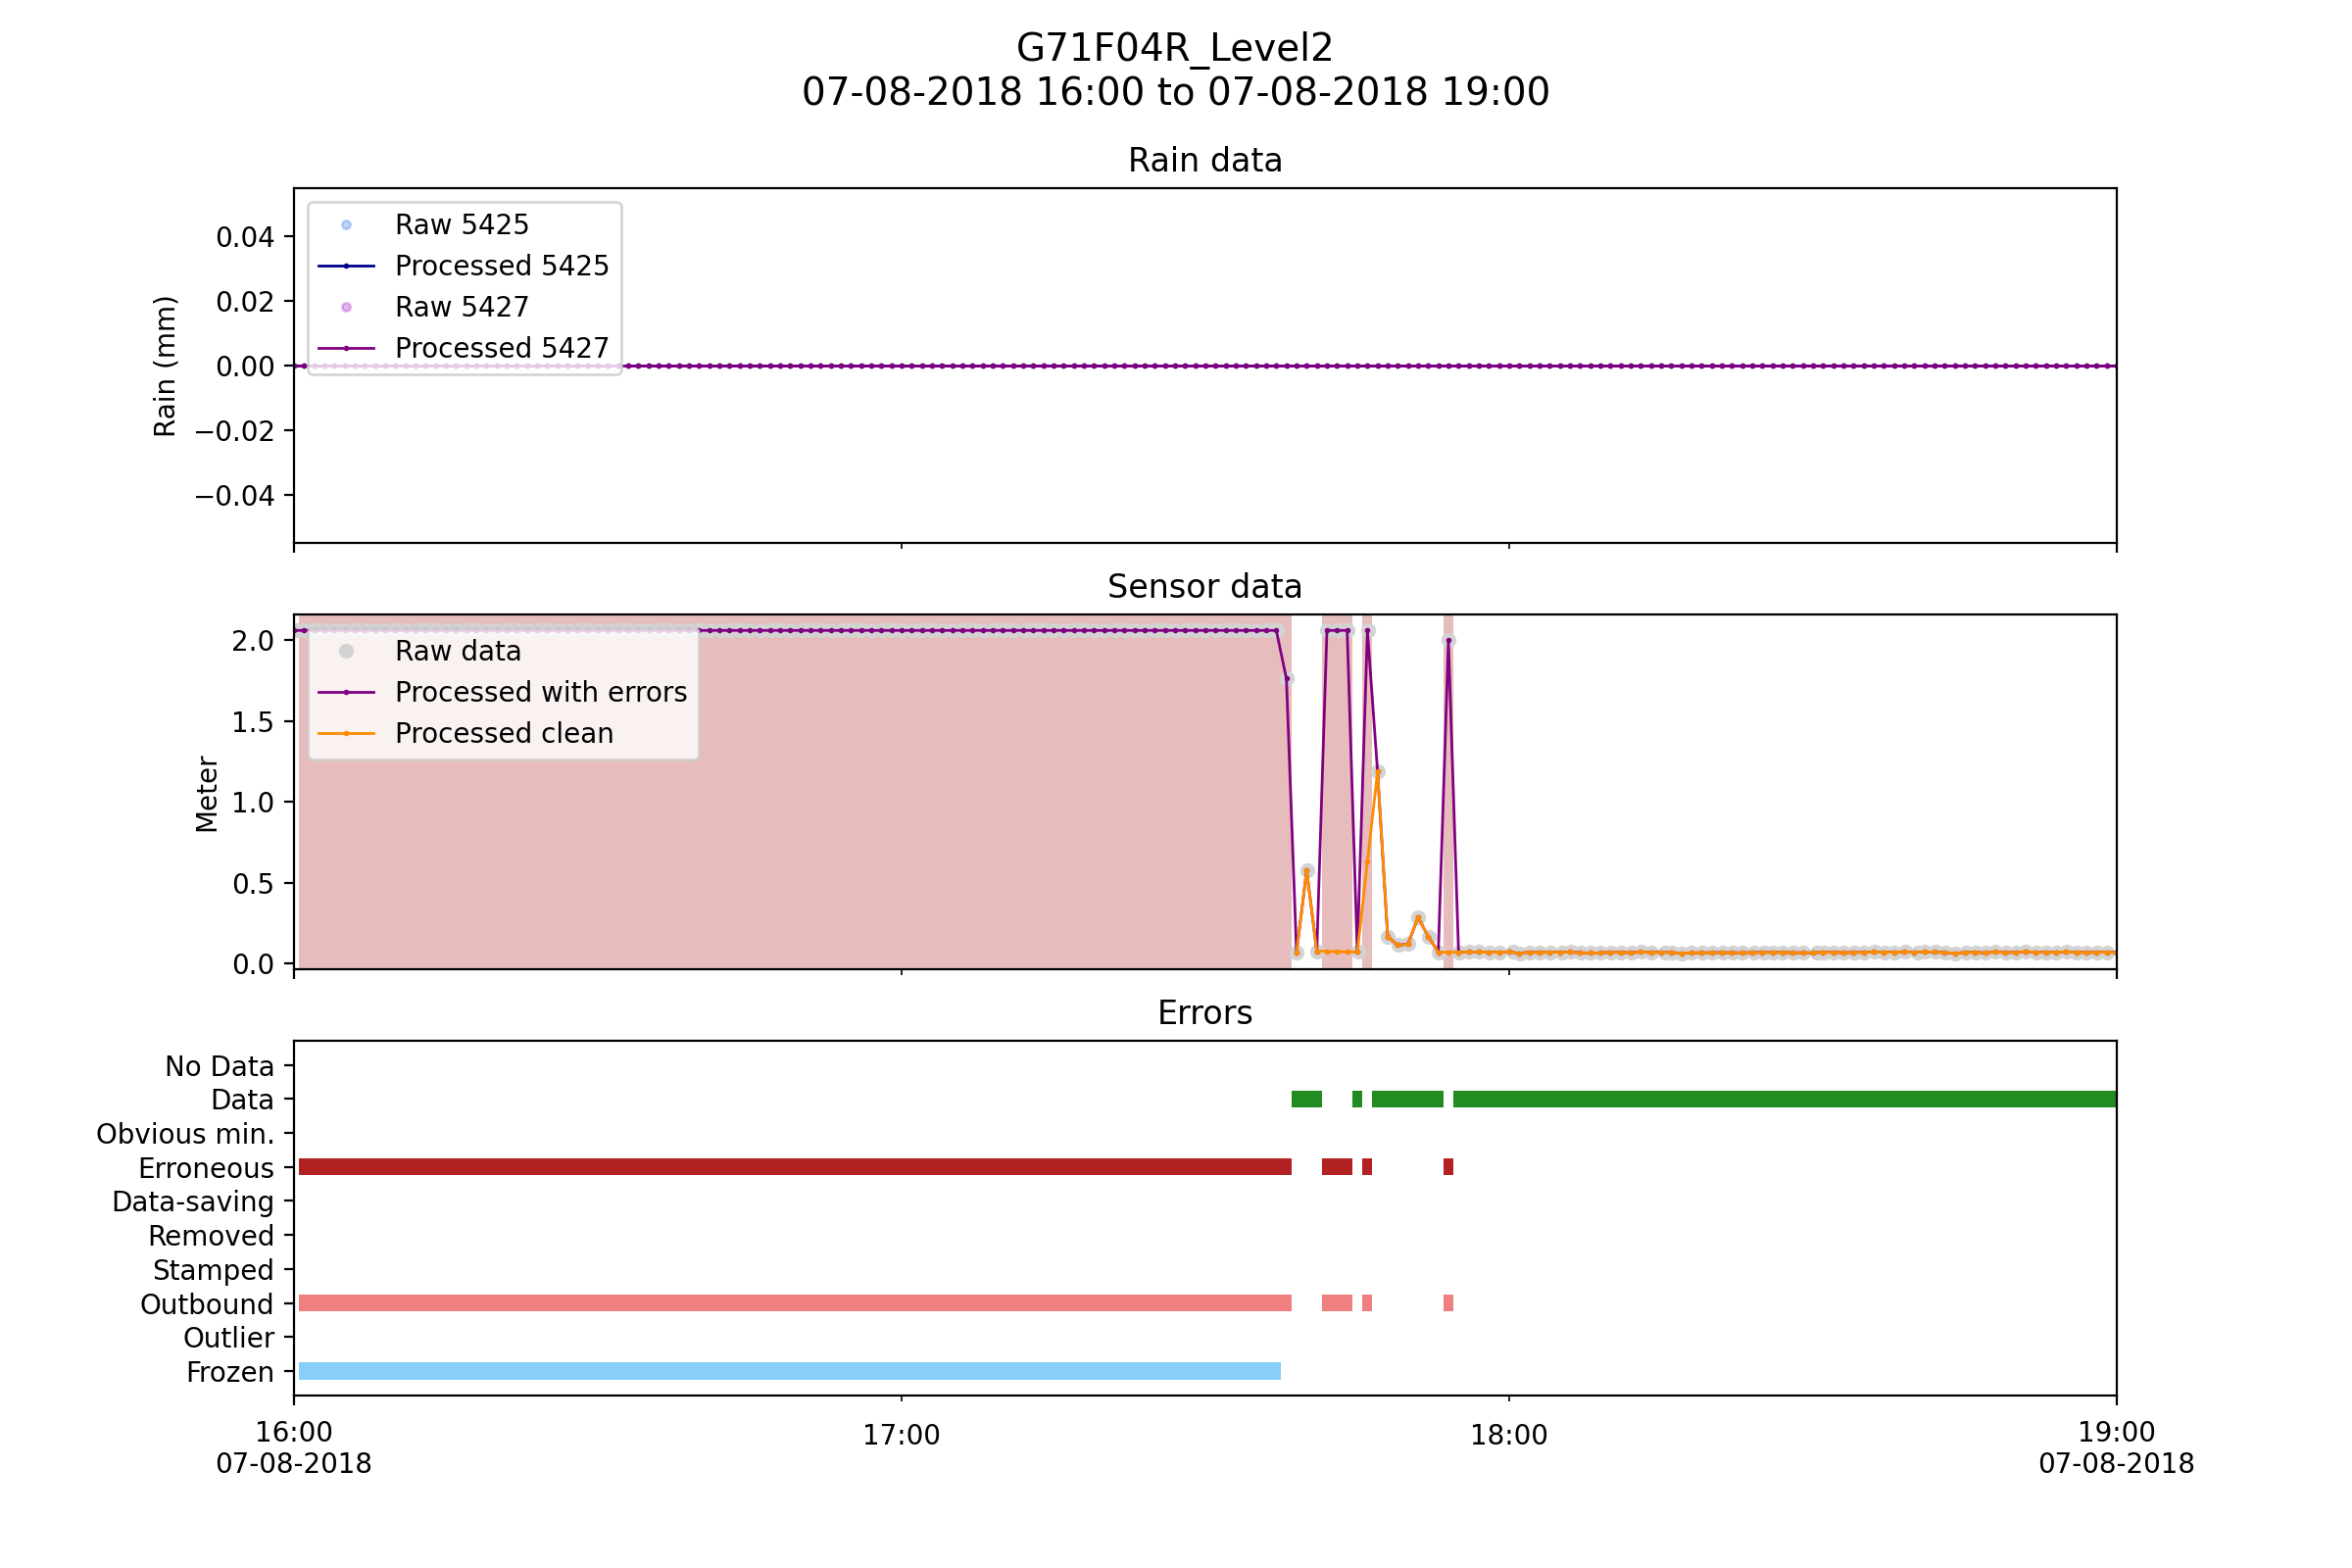 G71F04R_Level2
07-08-2018 16:00 to 07-08-2018 19:00
Rain data
Rain (mm)
0.04
0.02
0.00
−0.02
−0.04
Raw 5425
Processed 5425
Raw 5427
Processed 5427
Sensor data
Meter
2.0
1.5
1.0
0.5
0.0
Raw data
Processed with errors
Processed clean
Errors
No Data
Data
Obvious min.
Erroneous
Data-saving
Removed
Stamped
Outbound
Outlier
Frozen
16:00
07-08-2018
17:00
18:00
19:00
07-08-2018